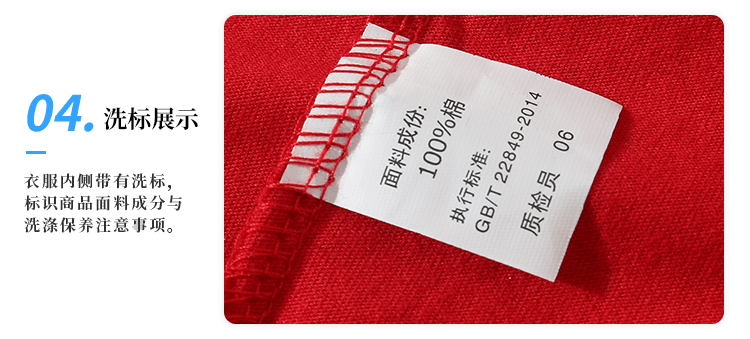 04. 洗标展示
衣服内侧带有洗标，
标识商品面料成分与
洗涤保养注意事项。
面料成份:
100%棉
执行标准:
GB/T 22849-2014
质检员 06